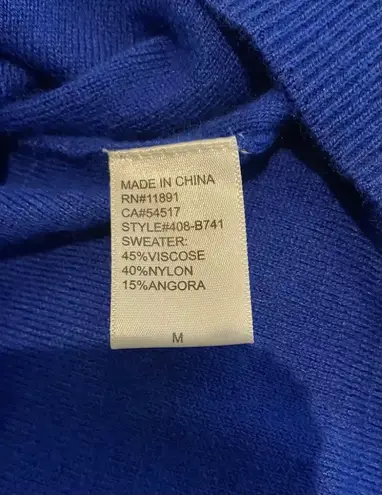 MADE IN CHINA
RN#11891
CA#54517
STYLE#408-B741
SWEATER:
45%VISCOSE
40%NYLON
15%ANGORA
M